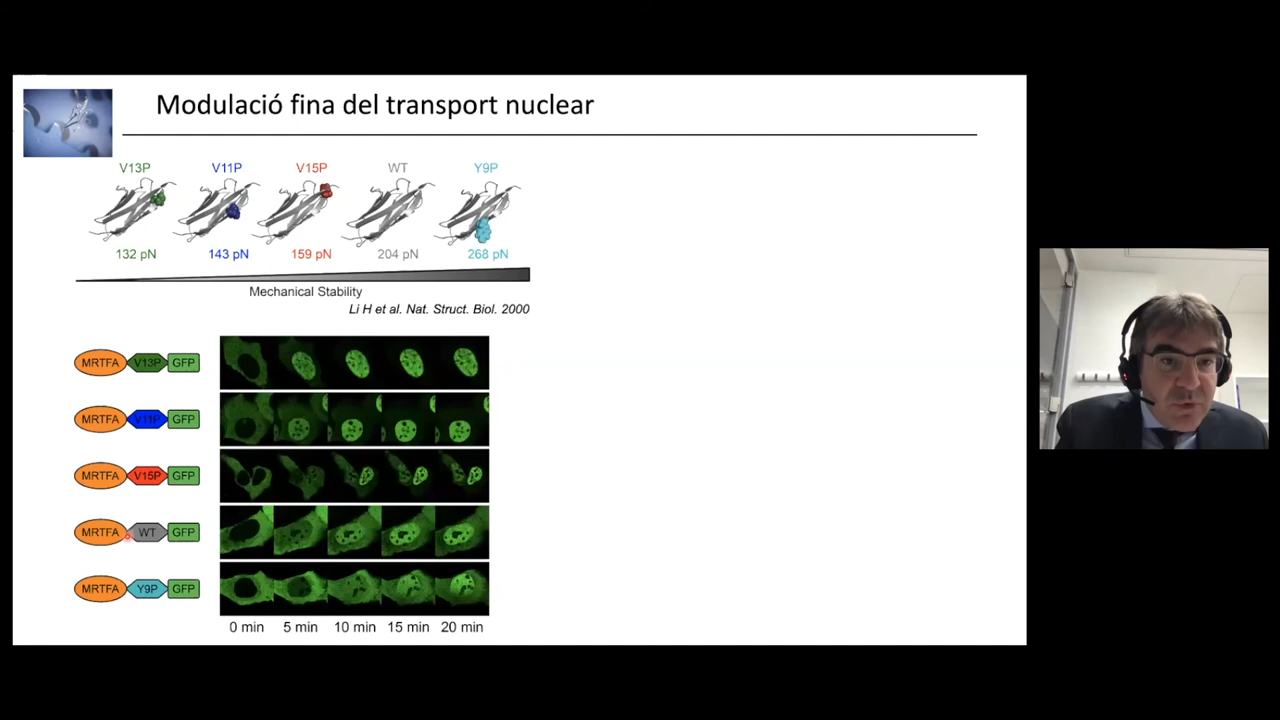 Modulació fina del transport nuclear
V13P V11P V15P WT Y9P
132 pN 143 pN 159 pN 204 pN 268 pN
Mechanical Stability
Li H et al. Nat. Struct. Biol. 2000
MRTFA V13P GFP
MRTFA V11P GFP
MRTFA V15P GFP
MRTFA WT GFP
MRTFA Y9P GFP
0 min 5 min 10 min 15 min 20 min